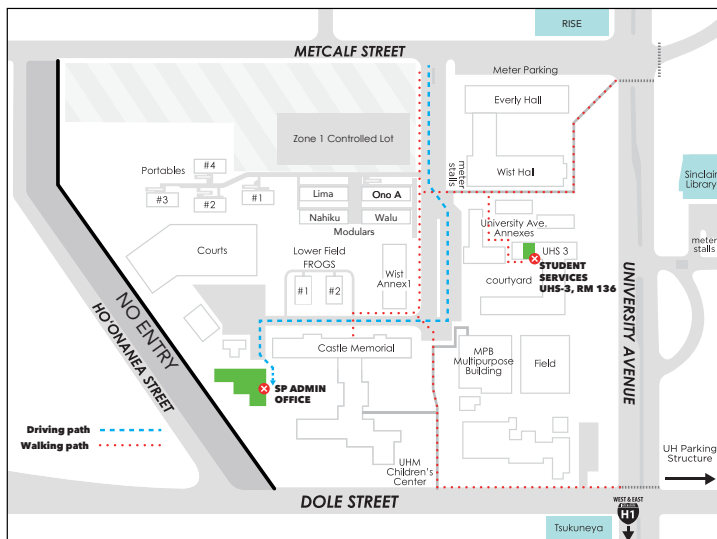 RISE
METCALF STREET
Meter Parking
Everly Hall
Zone 1 Controlled Lot
meter
stalls
Wist Hall
Sinclair
Library
Portables
#4
#3
#2
#1
Lima
Ono A
Nahiku
Walu
Modulars
University Ave.
Annexes
UHS 3
meter
stalls
Courts
Lower Field
FROGS
#1
#2
Wist
Annex1
STUDENT
SERVICES
UHS-3, RM 136
courtyard
UNIVERSITY AVENUE
NO ENTRY
HO'ONANEA STREET
Castle Memorial
MPB
Multipurpose
Building
Field
SP ADMIN
OFFICE
Driving path
Walking path
UHM
Children's
Center
UH Parking
Structure
DOLE STREET
WEST & EAST
H1
Tsukuneya